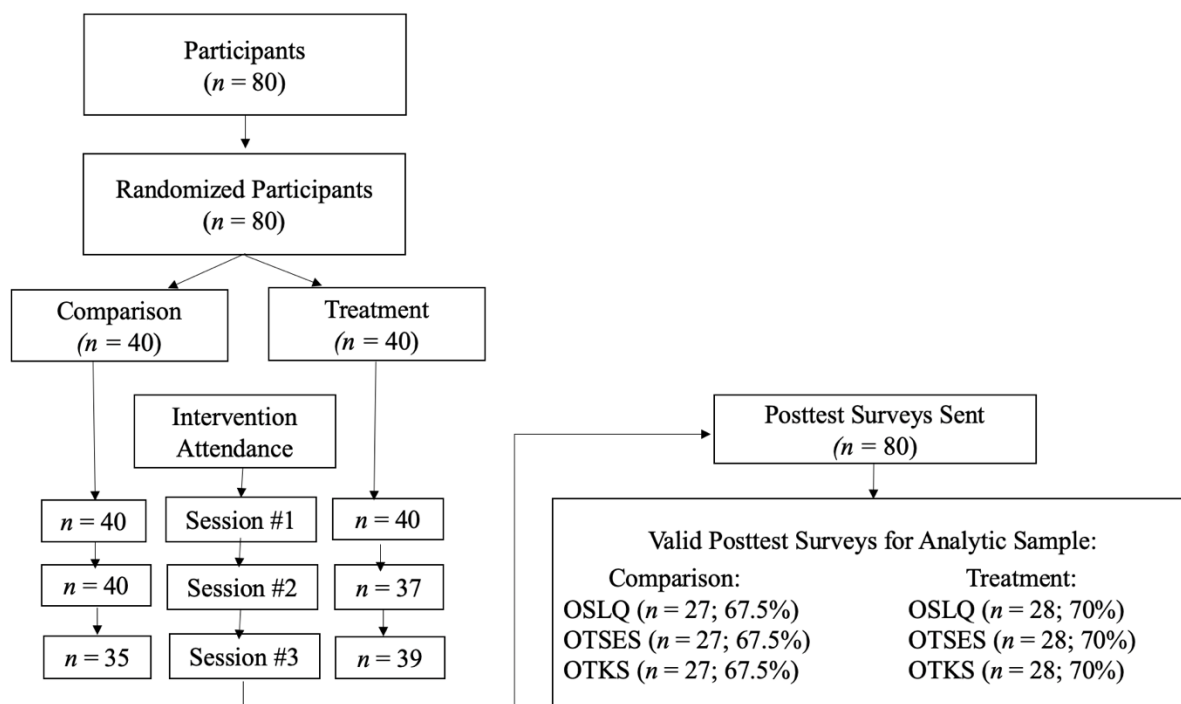 Participants
(n = 80)
Randomized Participants
(n = 80)
Comparison
(n = 40)
Treatment
(n = 40)
Intervention
Attendance
n = 40
Session #1
n = 40
n = 40
Session #2
n = 37
n = 35
Session #3
n = 39
Posttest Surveys Sent
(n = 80)
Valid Posttest Surveys for Analytic Sample:
Comparison:
OSLQ (n = 27; 67.5%)
OTSES (n = 27; 67.5%)
OTKS (n = 27; 67.5%)
Treatment:
OSLQ (n = 28; 70%)
OTSES (n = 28; 70%)
OTKS (n = 28; 70%)